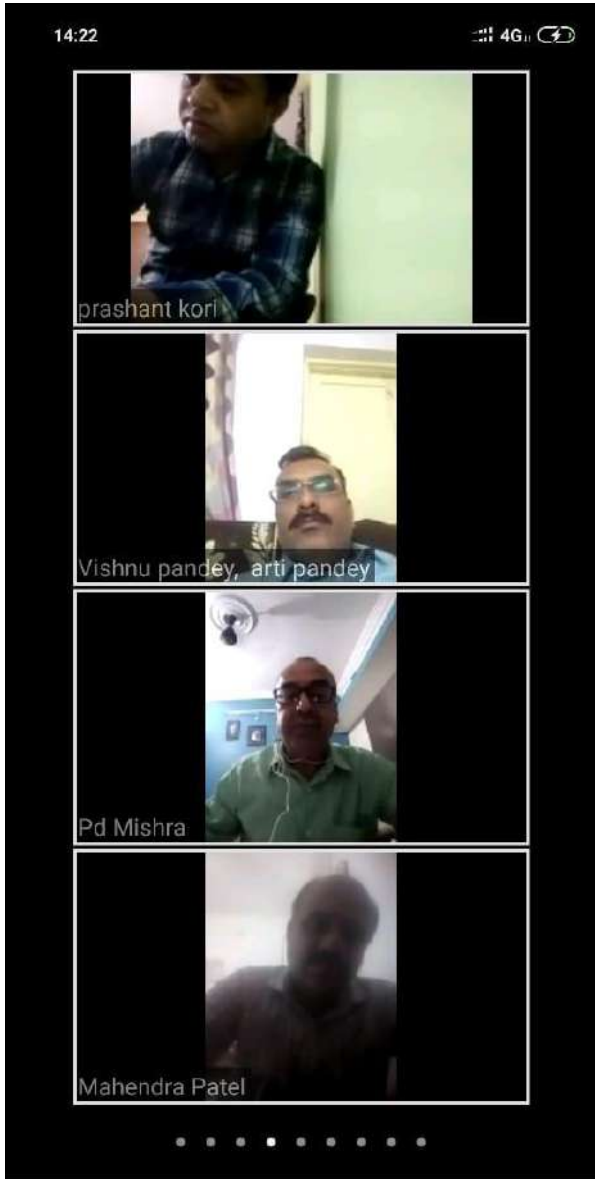 14:22
4G
prashant kori
Vishnu pandey, arti pandey
Pd Mishra
Mahendra Patel